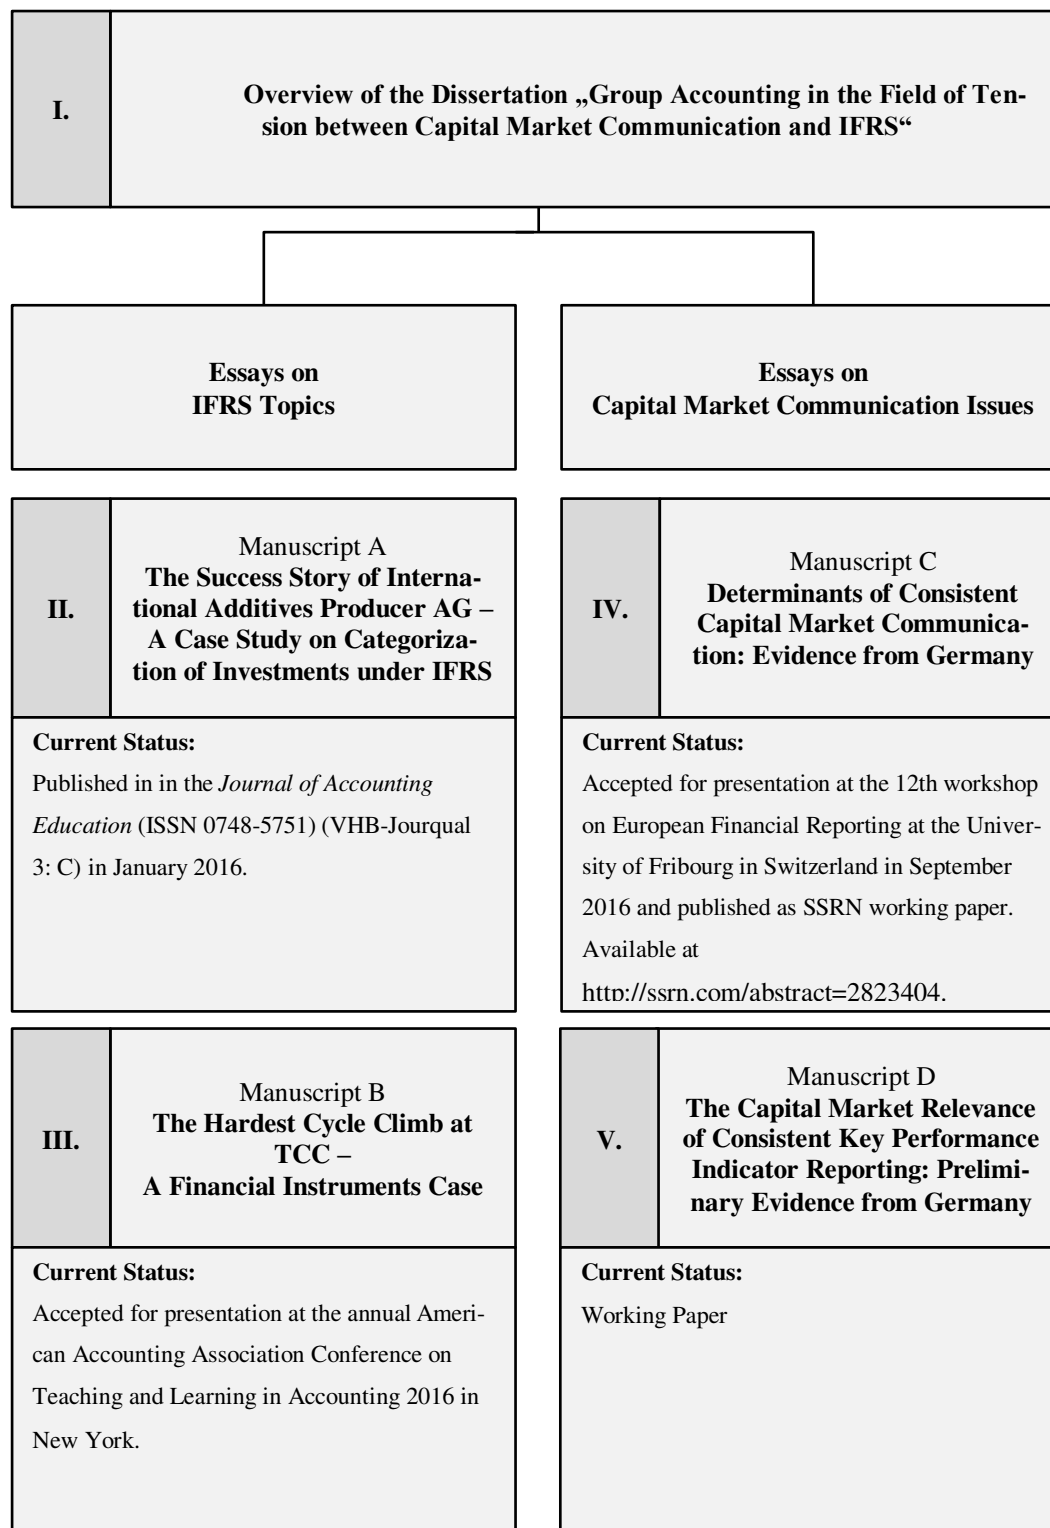 I.
Overview of the Dissertation „Group Accounting in the Field of Ten-
sion between Capital Market Communication and IFRS“
Essays on
IFRS Topics
Essays on
Capital Market Communication Issues
II.
Manuscript A
The Success Story of Interna-
tional Additives Producer AG –
A Case Study on Categoriza-
tion of Investments under IFRS
Current Status:
Published in in the Journal of Accounting
Education (ISSN 0748-5751) (VHB-Jourqual
3: C) in January 2016.
IV.
Manuscript C
Determinants of Consistent
Capital Market Communica-
tion: Evidence from Germany
Current Status:
Accepted for presentation at the 12th workshop
on European Financial Reporting at the Univer-
sity of Fribourg in Switzerland in September
2016 and published as SSRN working paper.
Available at
http://ssrn.com/abstract=2823404.
III.
Manuscript B
The Hardest Cycle Climb at
TCC –
A Financial Instruments Case
Current Status:
Accepted for presentation at the annual Ameri-
can Accounting Association Conference on
Teaching and Learning in Accounting 2016 in
New York.
V.
Manuscript D
The Capital Market Relevance
of Consistent Key Performance
Indicator Reporting: Prelimi-
nary Evidence from Germany
Current Status:
Working Paper